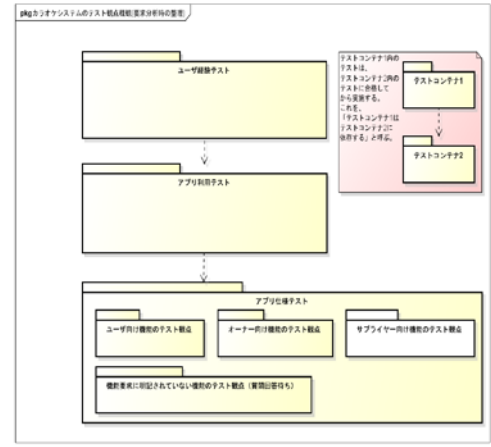 pkg カラオケシステムのテスト観点種類(要求分析時の整理)
ユーザ経験テスト
テストコンテナ1内の
テストは、
テストコンテナ2内の
テストに合格して
から実施する。
これを、
「テストコンテナ1は
テストコンテナ2に
依存する」と呼ぶ。
テストコンテナ1
テストコンテナ2
アプリ利用テスト
アプリ仕様テスト
ユーザ向け機能のテスト観点
オーナー向け機能のテスト観点
サプライヤー向け機能のテスト観点
機能要求に明記されていない機能のテスト観点（質問回答待ち）